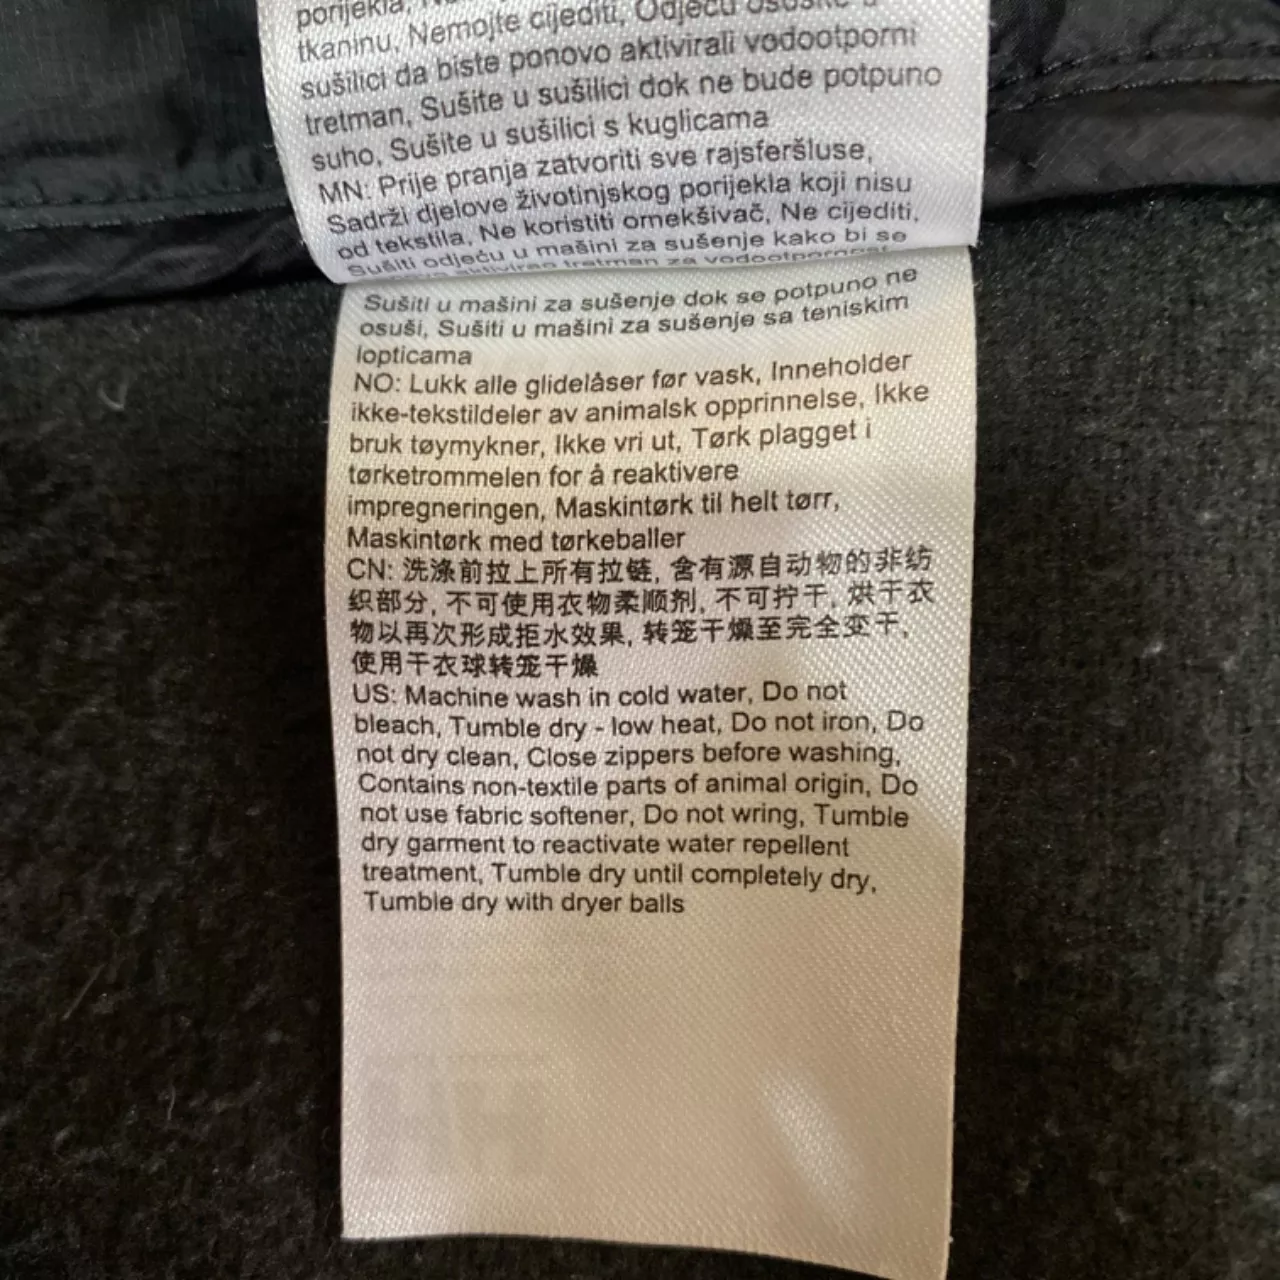 porijekla,
tkaninu, Nemojte cijediti, Odjeću osušite u
sušilici da biste ponovo aktivirali vodootporni
tretman, Sušite u sušilici dok ne bude potpuno
suho, Sušite u sušilici s kuglicama
MN: Prije pranja zatvoriti sve rajsferšluse,
Sadrži djelove životinjskog porijekla koji nisu
od tekstila, Ne koristiti omekšivač, Ne cijediti,
Sušiti odjeću u mašini za sušenje kako bi se
tretman za vodootpornost
Sušiti u mašini za sušenje dok se potpuno ne
osuši, Sušiti u mašini za sušenje sa teniskim
lopticama
NO: Lukk alle glidelåser før vask, Inneholder
ikke-tekstildeler av animalsk opprinnelse, Ikke
bruk tøymykner, Ikke vri ut, Tørk plagget i
tørketrommelen for å reaktivere
impregneringen, Maskintørk til helt tørr,
Maskintørk med tørkeballer
CN: 洗涤前拉上所有拉链, 含有源自动物的非纺
织部分, 不可使用衣物柔顺剂, 不可拧干, 烘干衣
物以再次形成拒水效果, 转笼干燥至完全变干,
使用干衣球转笼干燥
US: Machine wash in cold water, Do not
bleach, Tumble dry - low heat, Do not iron, Do
not dry clean, Close zippers before washing,
Contains non-textile parts of animal origin, Do
not use fabric softener, Do not wring, Tumble
dry garment to reactivate water repellent
treatment, Tumble dry until completely dry,
Tumble dry with dryer balls